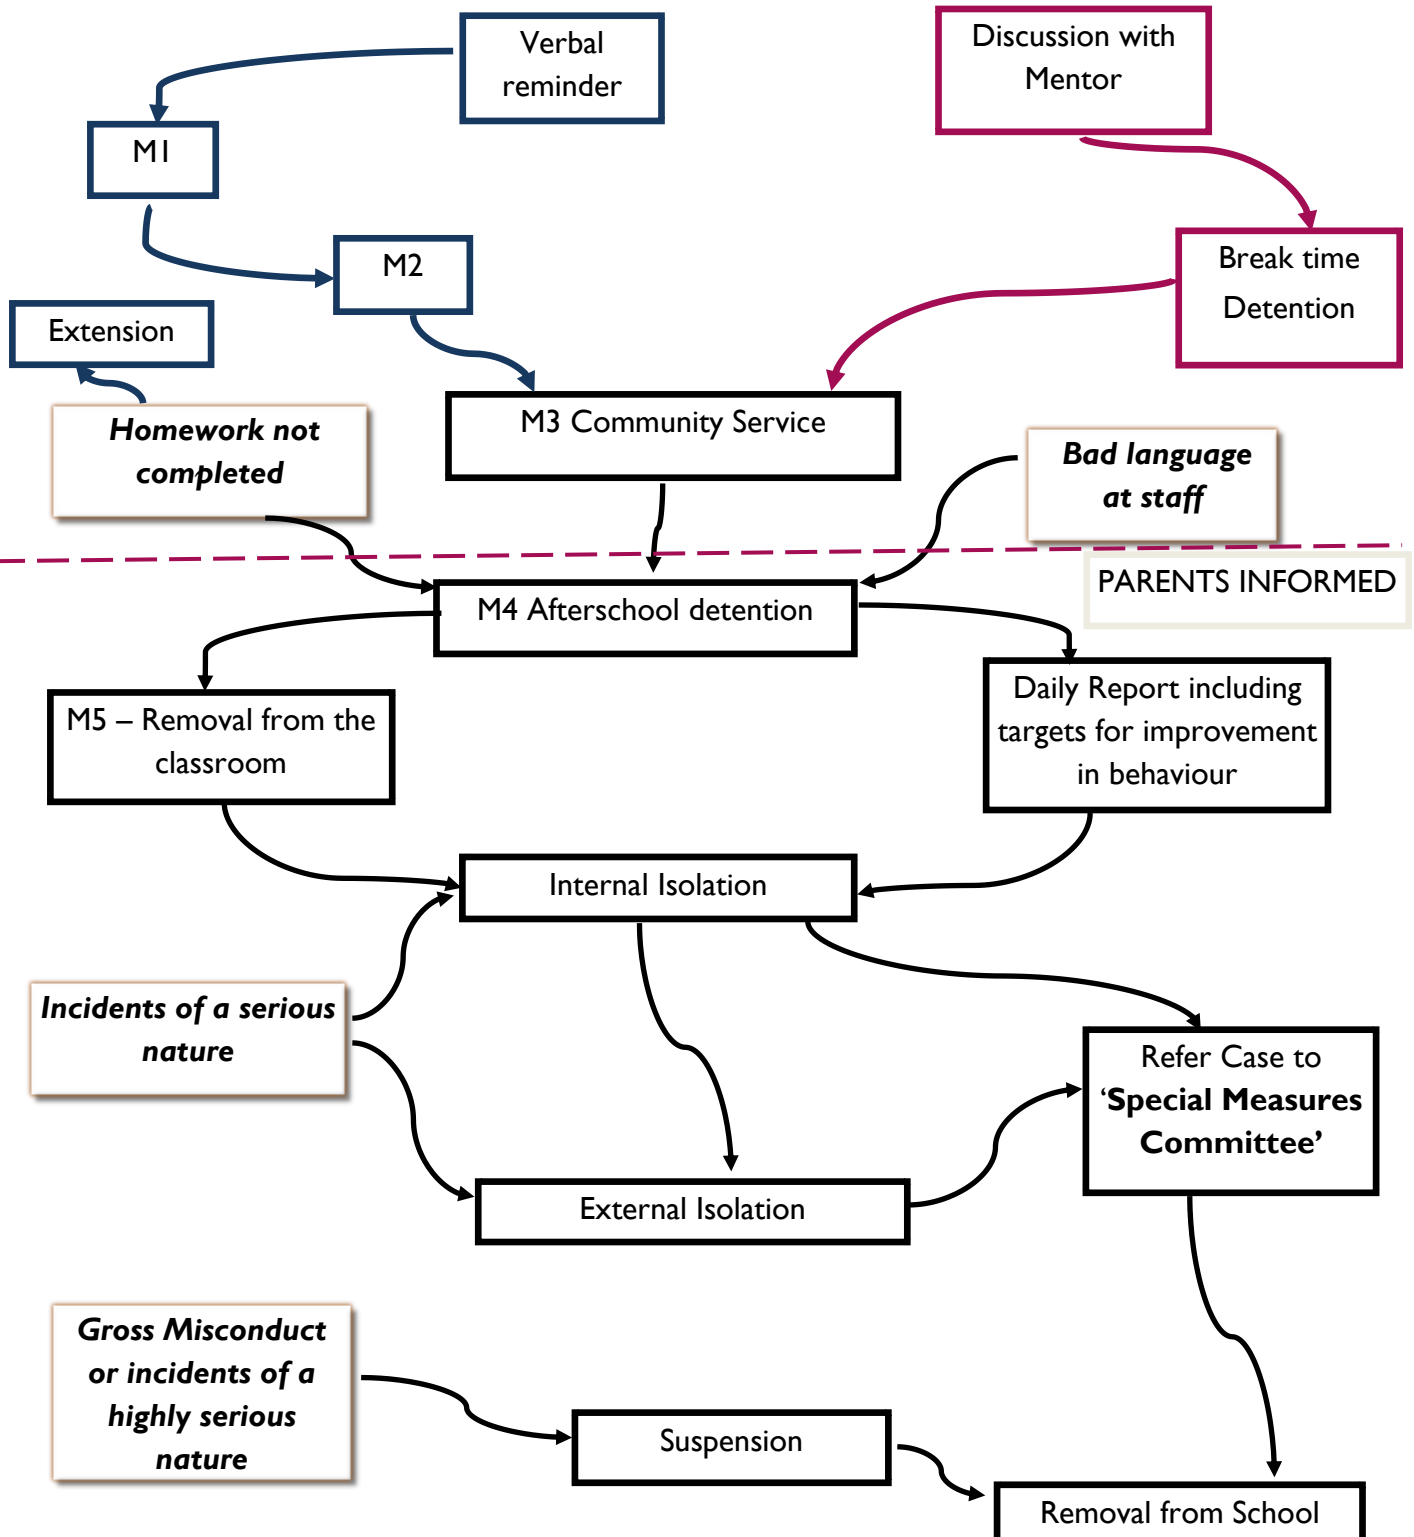 Verbal
reminder
Discussion with
Mentor
M1
M2
Break time
Detention
Extension
Homework not
completed
M3 Community Service
Bad language
at staff
PARENTS INFORMED
M4 Afterschool detention
M5 – Removal from the
classroom
Daily Report including
targets for improvement
in behaviour
Internal Isolation
Incidents of a serious
nature
Refer Case to
‘Special Measures
Committee’
External Isolation
Gross Misconduct
or incidents of a
highly serious
nature
Suspension
Removal from School